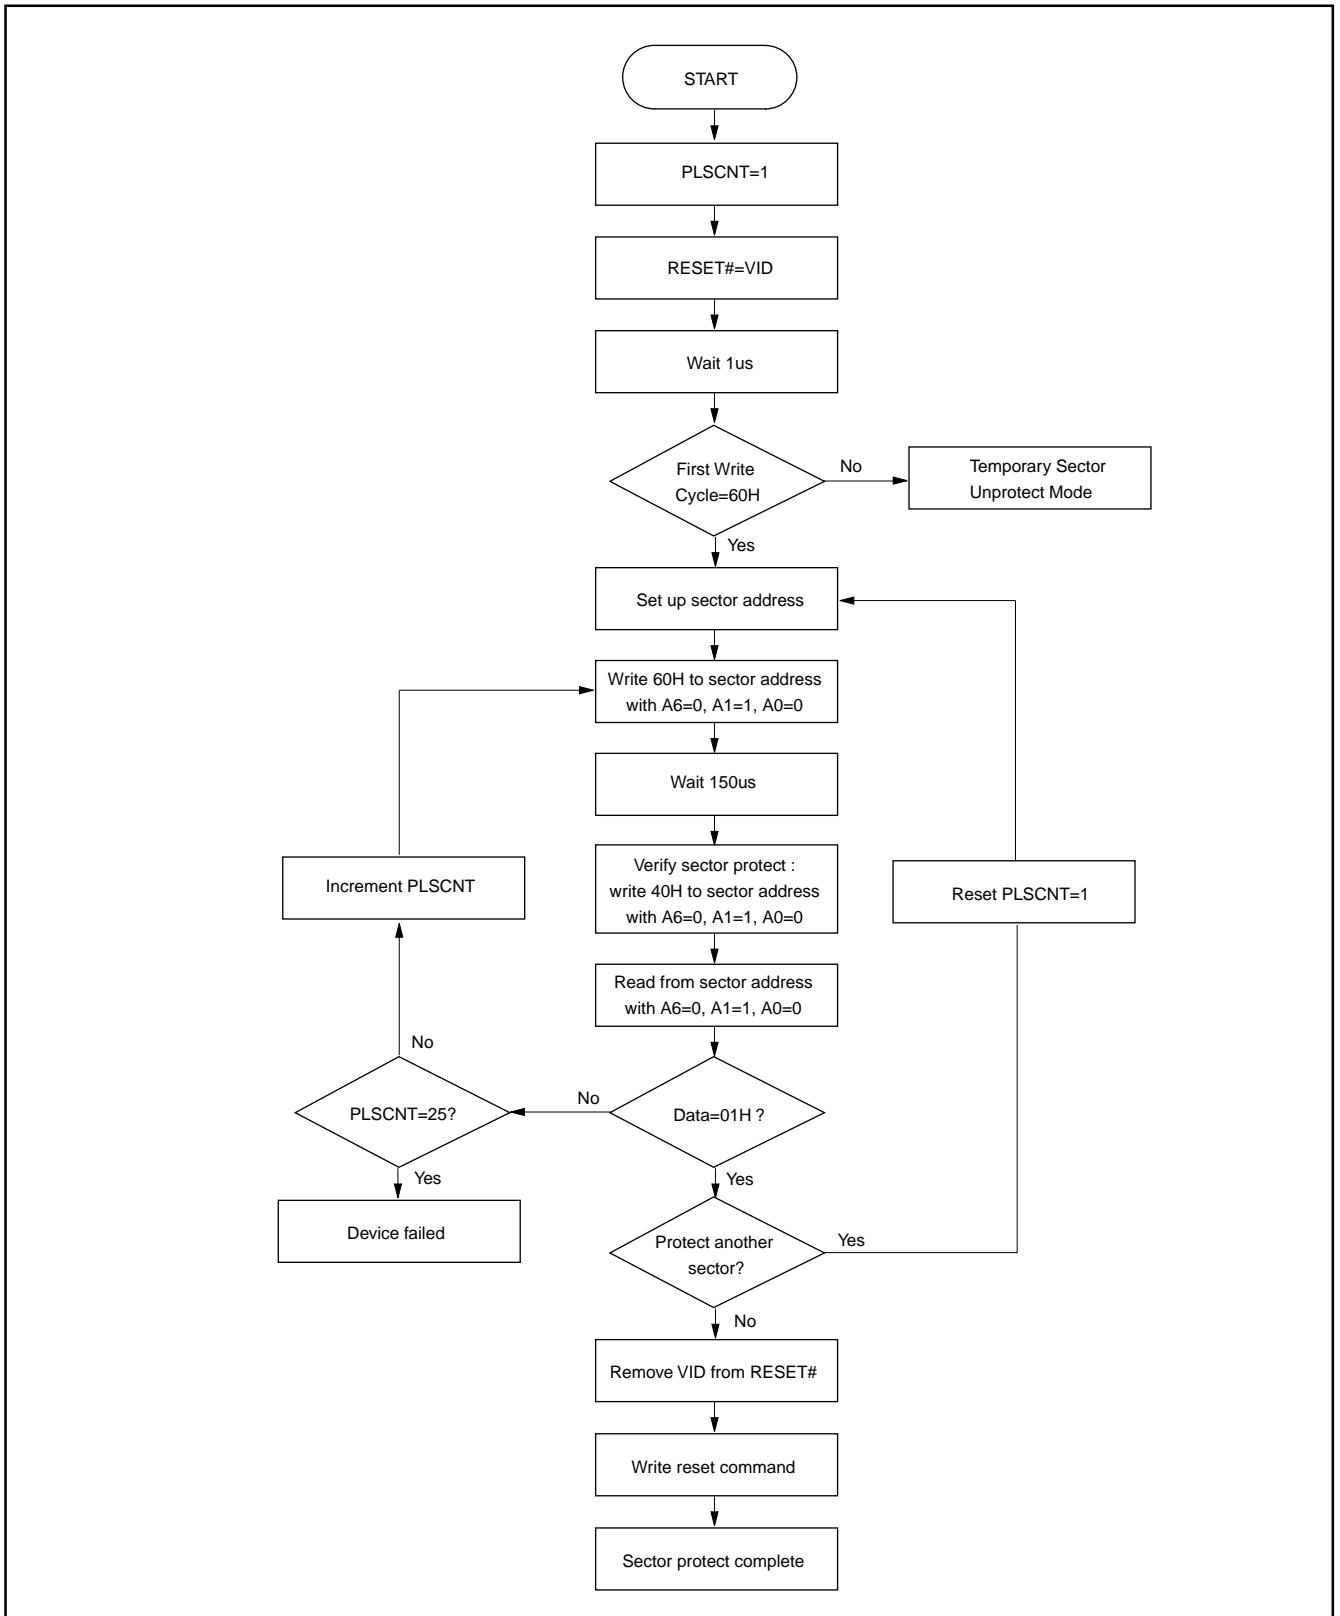 START
PLSCNT=1
RESET#=VID
Wait 1us
First Write
Cycle=60H
No
Temporary Sector
Unprotect Mode
Yes
Set up sector address
Write 60H to sector address
with A6=0, A1=1, A0=0
Wait 150us
Verify sector protect :
write 40H to sector address
with A6=0, A1=1, A0=0
Increment PLSCNT
Reset PLSCNT=1
Read from sector address
with A6=0, A1=1, A0=0
No
PLSCNT=25?
No
Data=01H ?
Yes
Yes
Device failed
Protect another
sector?
Yes
No
Remove VID from RESET#
Write reset command
Sector protect complete